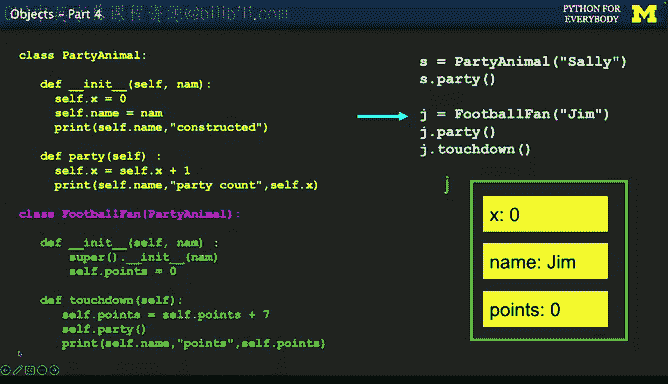 Objects – Part 4
PYTHON FOR
EVERYBODY
class PartyAnimal:
def __init__(self, nam):
self.x = 0
self.name = nam
print(self.name,"constructed")
def party(self) :
self.x = self.x + 1
print(self.name,"party count",self.x)
class FootballFan(PartyAnimal):
def __init__(self, nam) :
super().__init__(nam)
self.points = 0
def touchdown(self):
self.points = self.points + 7
self.party()
print(self.name,"points",self.points)
s = PartyAnimal("Sally")
s.party()
j = FootballFan("Jim")
j.party()
j.touchdown()
j
x: 0
name: Jim
points: 0